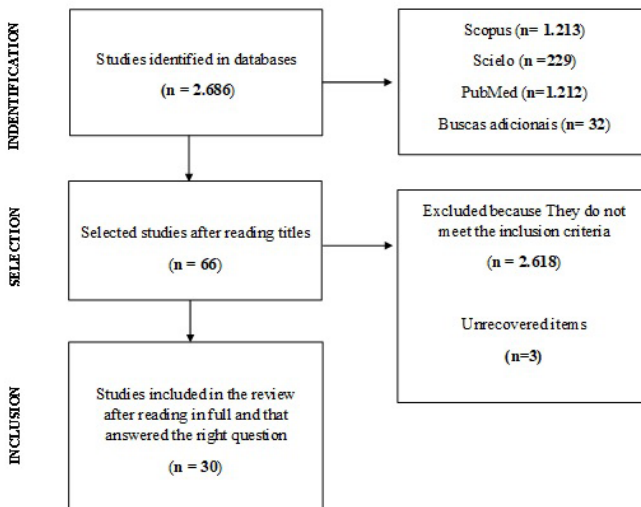 INDENTIFICATION
Studies identified in databases
(n = 2.686)
Scopus (n= 1.213)
Scielo (n =229)
PubMed (n=1.212)
Buscas adicionais (n= 32)
SELECTION
Selected studies after reading titles
(n = 66)
Excluded because They do not
meet the inclusion criteria
(n = 2.618)
Unrecovered items
(n=3)
INCLUSION
Studies included in the review
after reading in full and that
answered the right question
(n = 30)